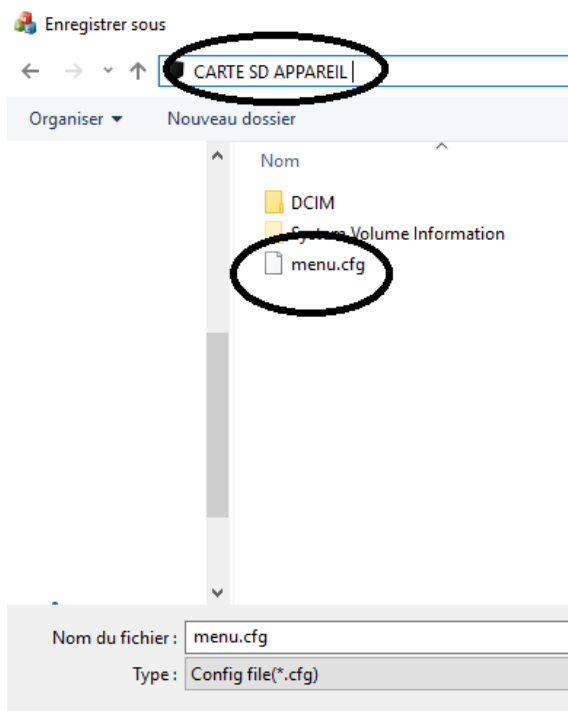 Enregistrer sous
CARTE SD APPAREIL
Organiser Nouveau dossier
Nom
DCIM
System Volume Information
menu.cfg
Nom du fichier : menu.cfg
Type : Config file(*.cfg)